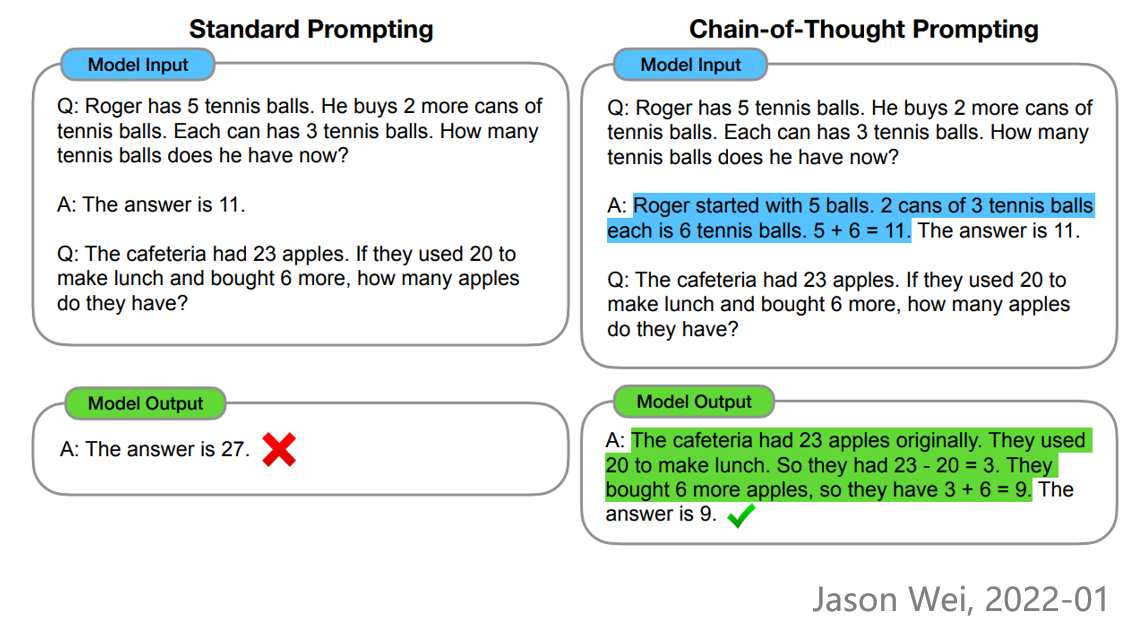 Standard Prompting
Model Input
Q: Roger has 5 tennis balls. He buys 2 more cans of
tennis balls. Each can has 3 tennis balls. How many
tennis balls does he have now?
A: The answer is 11.
Q: The cafeteria had 23 apples. If they used 20 to
make lunch and bought 6 more, how many apples
do they have?
Model Output
A: The answer is 27.
Chain-of-Thought Prompting
Model Input
Q: Roger has 5 tennis balls. He buys 2 more cans of
tennis balls. Each can has 3 tennis balls. How many
tennis balls does he have now?
A: Roger started with 5 balls. 2 cans of 3 tennis balls
each is 6 tennis balls. 5 + 6 = 11. The answer is 11.
Q: The cafeteria had 23 apples. If they used 20 to
make lunch and bought 6 more, how many apples
do they have?
Model Output
A: The cafeteria had 23 apples originally. They used
20 to make lunch. So they had 23 - 20 = 3. They
bought 6 more apples, so they have 3 + 6 = 9. The
answer is 9.
Jason Wei, 2022-01